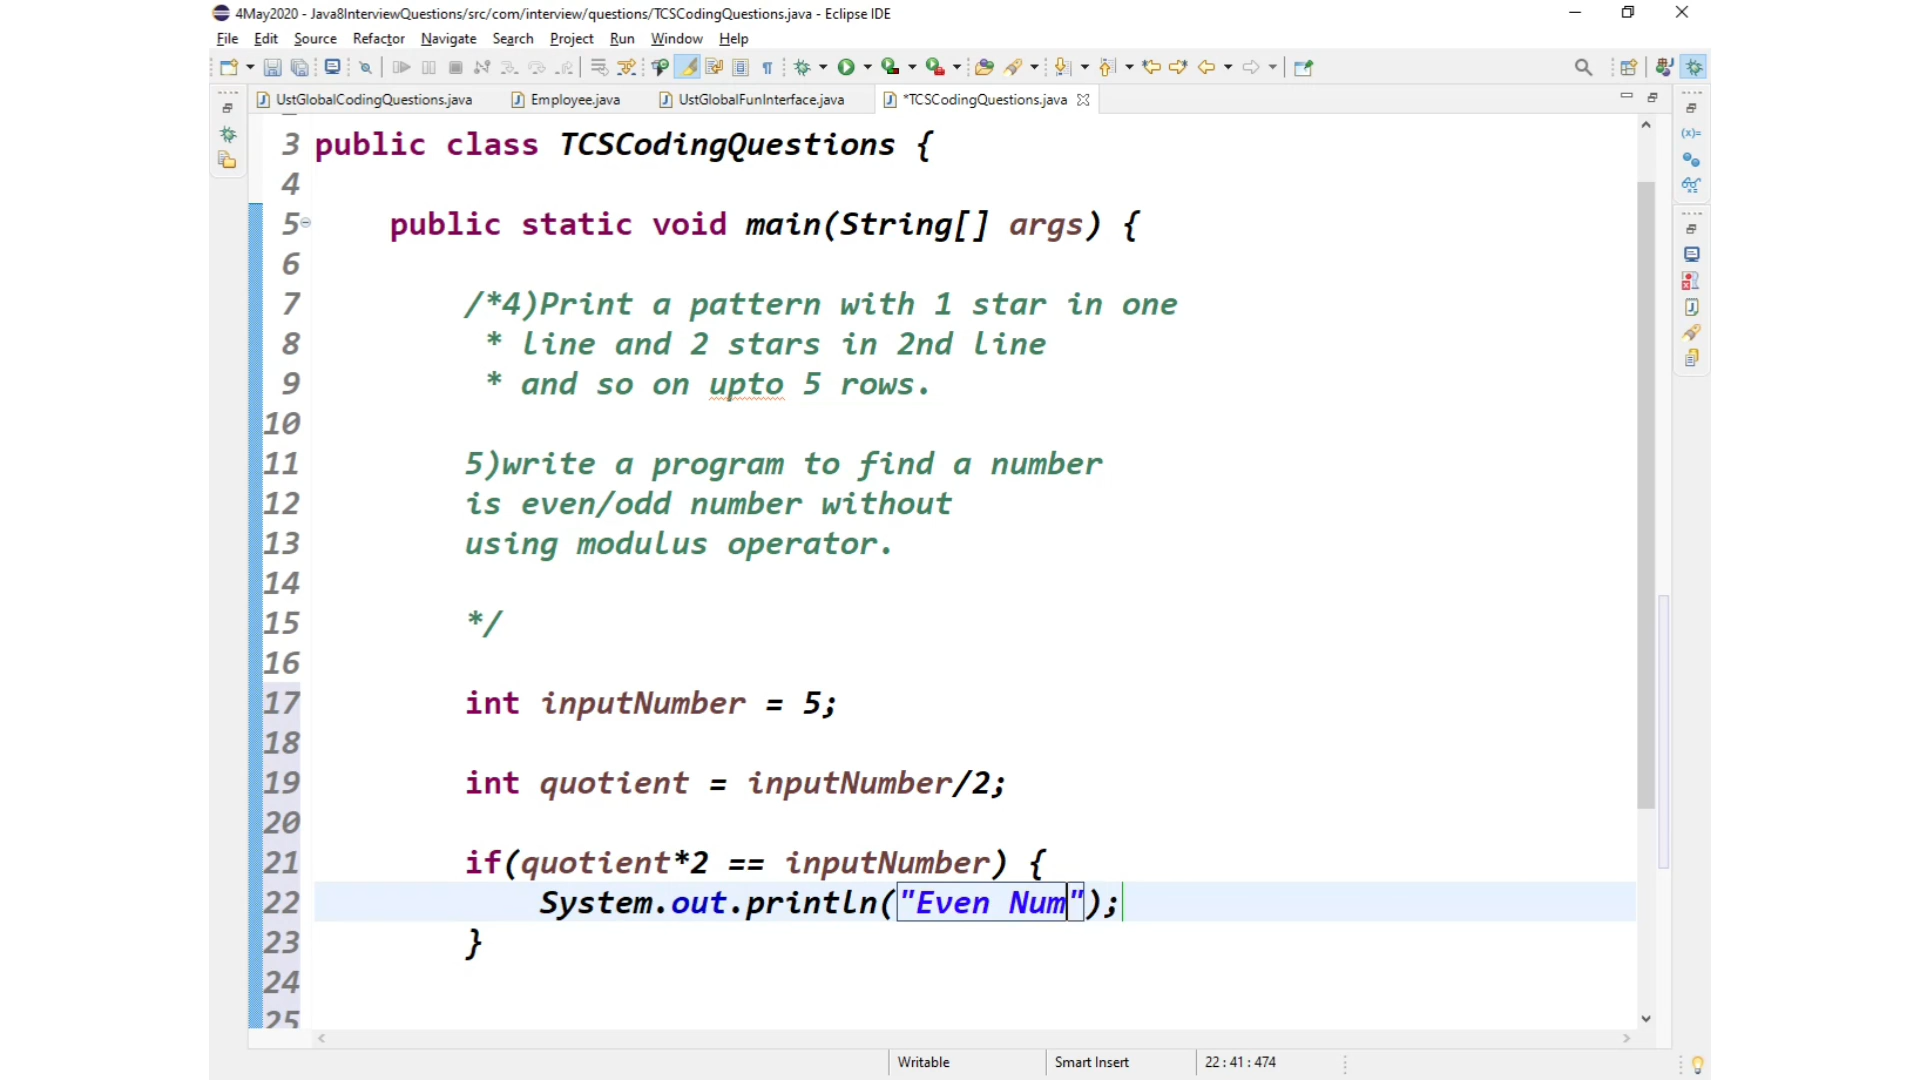 4May2020 - Java8InterviewQuestions/src/com/interview/questions/TCSCodingQuestions.java - Eclipse IDE
File Edit Source Refactor Navigate Search Project Run Window Help
UstGlobalCodingQuestions.java Employee.java UstGlobalFunInterface.java *TCSCodingQuestions.java
3 public class TCSCodingQuestions {
4
5 public static void main(String[] args) {
6
7 /*4)Print a pattern with 1 star in one
8 * line and 2 stars in 2nd line
9 * and so on upto 5 rows.
10
11 5)write a program to find a number
12 is even/odd number without
13 using modulus operator.
14
15 */
16
17 int inputNumber = 5;
18
19 int quotient = inputNumber/2;
20
21 if(quotient*2 == inputNumber) {
22 System.out.println("Even Num");
23 }
24
25
Writable Smart Insert 22 : 41 : 474